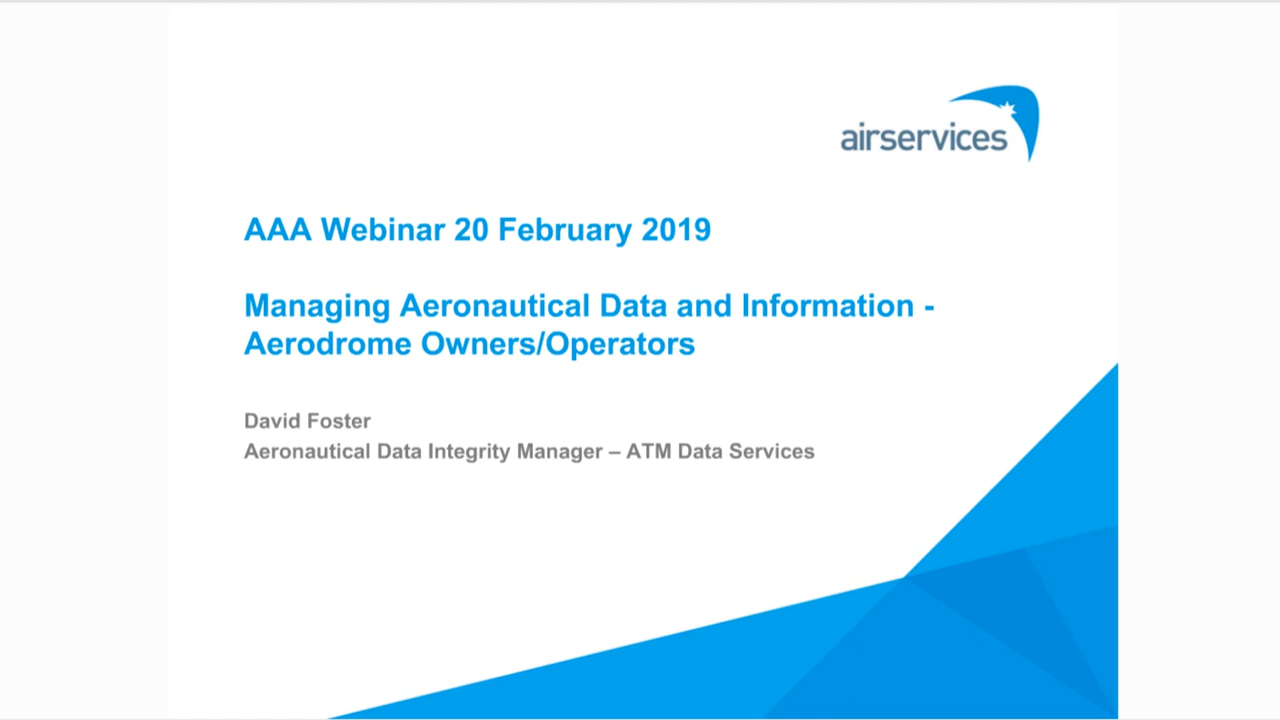 airservices
AAA Webinar 20 February 2019
Managing Aeronautical Data and Information -
Aerodrome Owners/Operators
David Foster
Aeronautical Data Integrity Manager – ATM Data Services